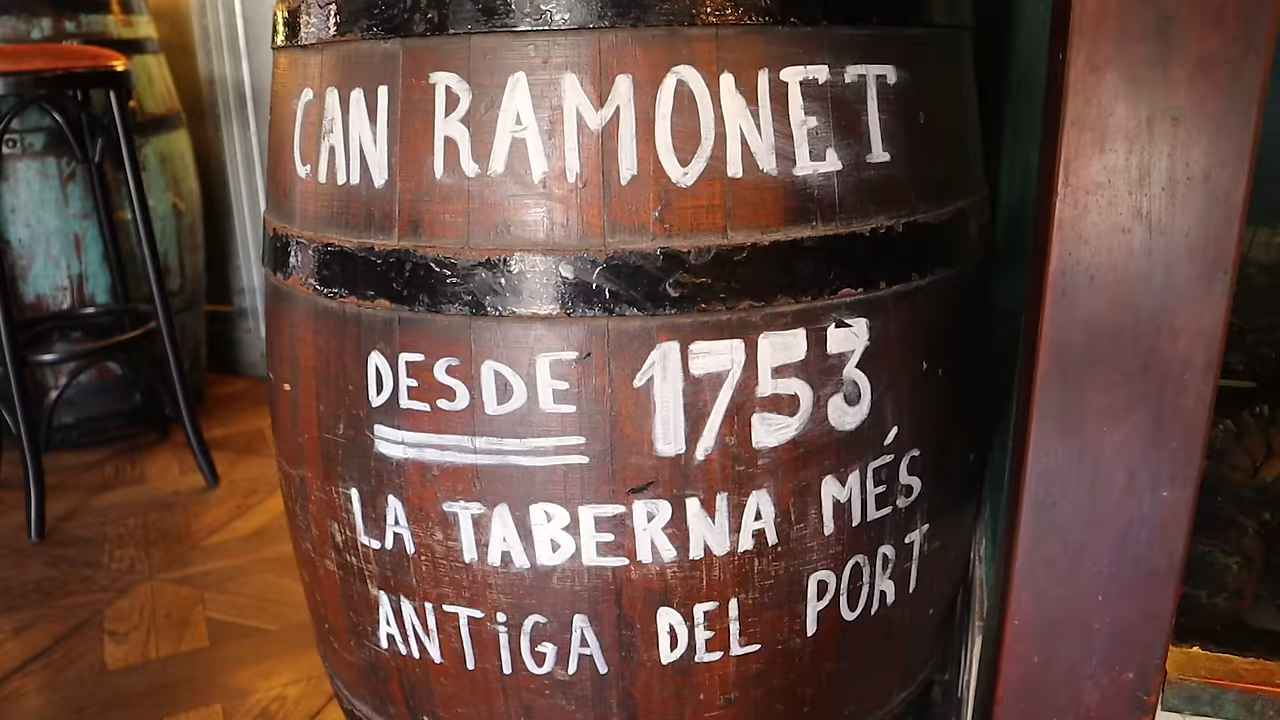 CAN RAMONET
DESDE 1753
LA TABERNA MÉS
ANTiGA DEL PORT